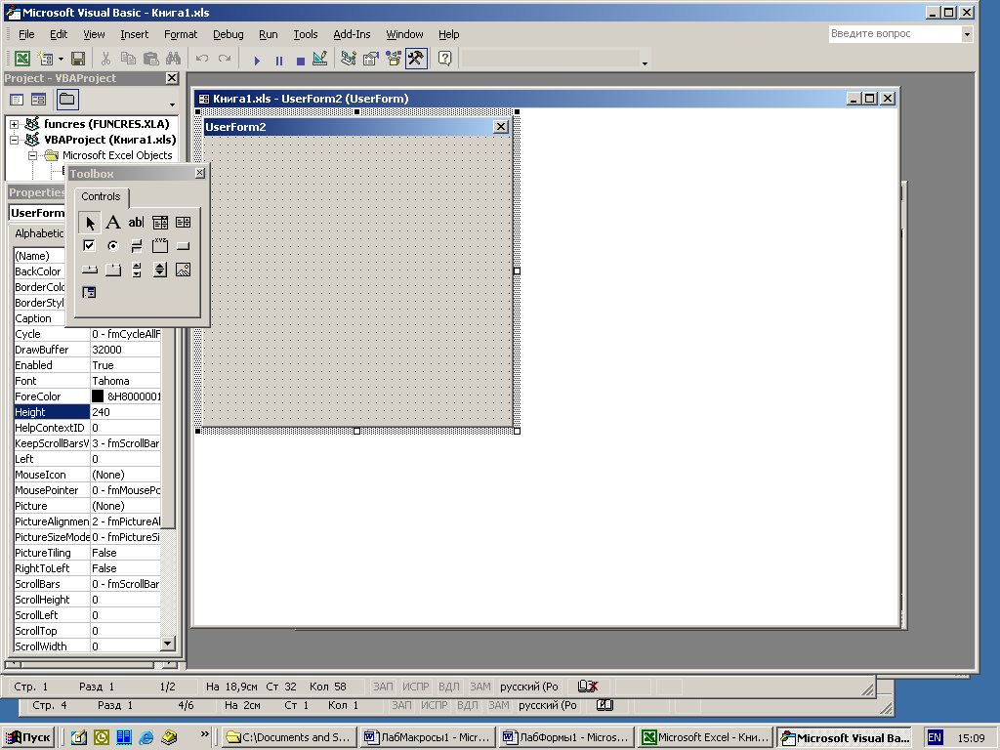 Microsoft Visual Basic - Книга1.xls
File Edit View Insert Format Debug Run Tools Add-Ins Window Help
Введите вопрос
Project - VBAProject
funcres (FUNCRES.XLA)
VBAProject (Книга1.xls)
Microsoft Excel Objects
Книга1.xls - UserForm2 (UserForm)
UserForm2
Toolbox
Controls
A ab|
xyz
Properties
UserForm
Alphabetic
(Name)
BackColor
BorderColo
BorderStyl
Caption
Cycle 0 - fmCycleAllF
DrawBuffer 32000
Enabled True
Font Tahoma
ForeColor &H8000001
Height 240
HelpContextID 0
KeepScrollBarsV 3 - fmScrollBar
Left 0
MouseIcon (None)
MousePointer 0 - fmMousePo
Picture (None)
PictureAlignmen 2 - fmPictureAl
PictureSizeMode 0 - fmPictureSi
PictureTiling False
RightToLeft False
ScrollBars 0 - fmScrollBar
ScrollHeight 0
ScrollLeft 0
ScrollTop 0
ScrollWidth 0
Стр. 1 Разд 1 1/2 На 18,9см Ст 32 Кол 58 ЗАП ИСПР ВДЛ ЗАМ русский (Ро
Стр. 4 Разд 1 4/6 На 2см Ст 1 Кол 1 ЗАП ИСПР ВДЛ ЗАМ русский (Ро
Пуск » C:\Documents and S... ЛабМакросы1 - Micr... ЛабФормы1 - Micros... Microsoft Excel - Кни... Microsoft Visual Ba... EN 15:09